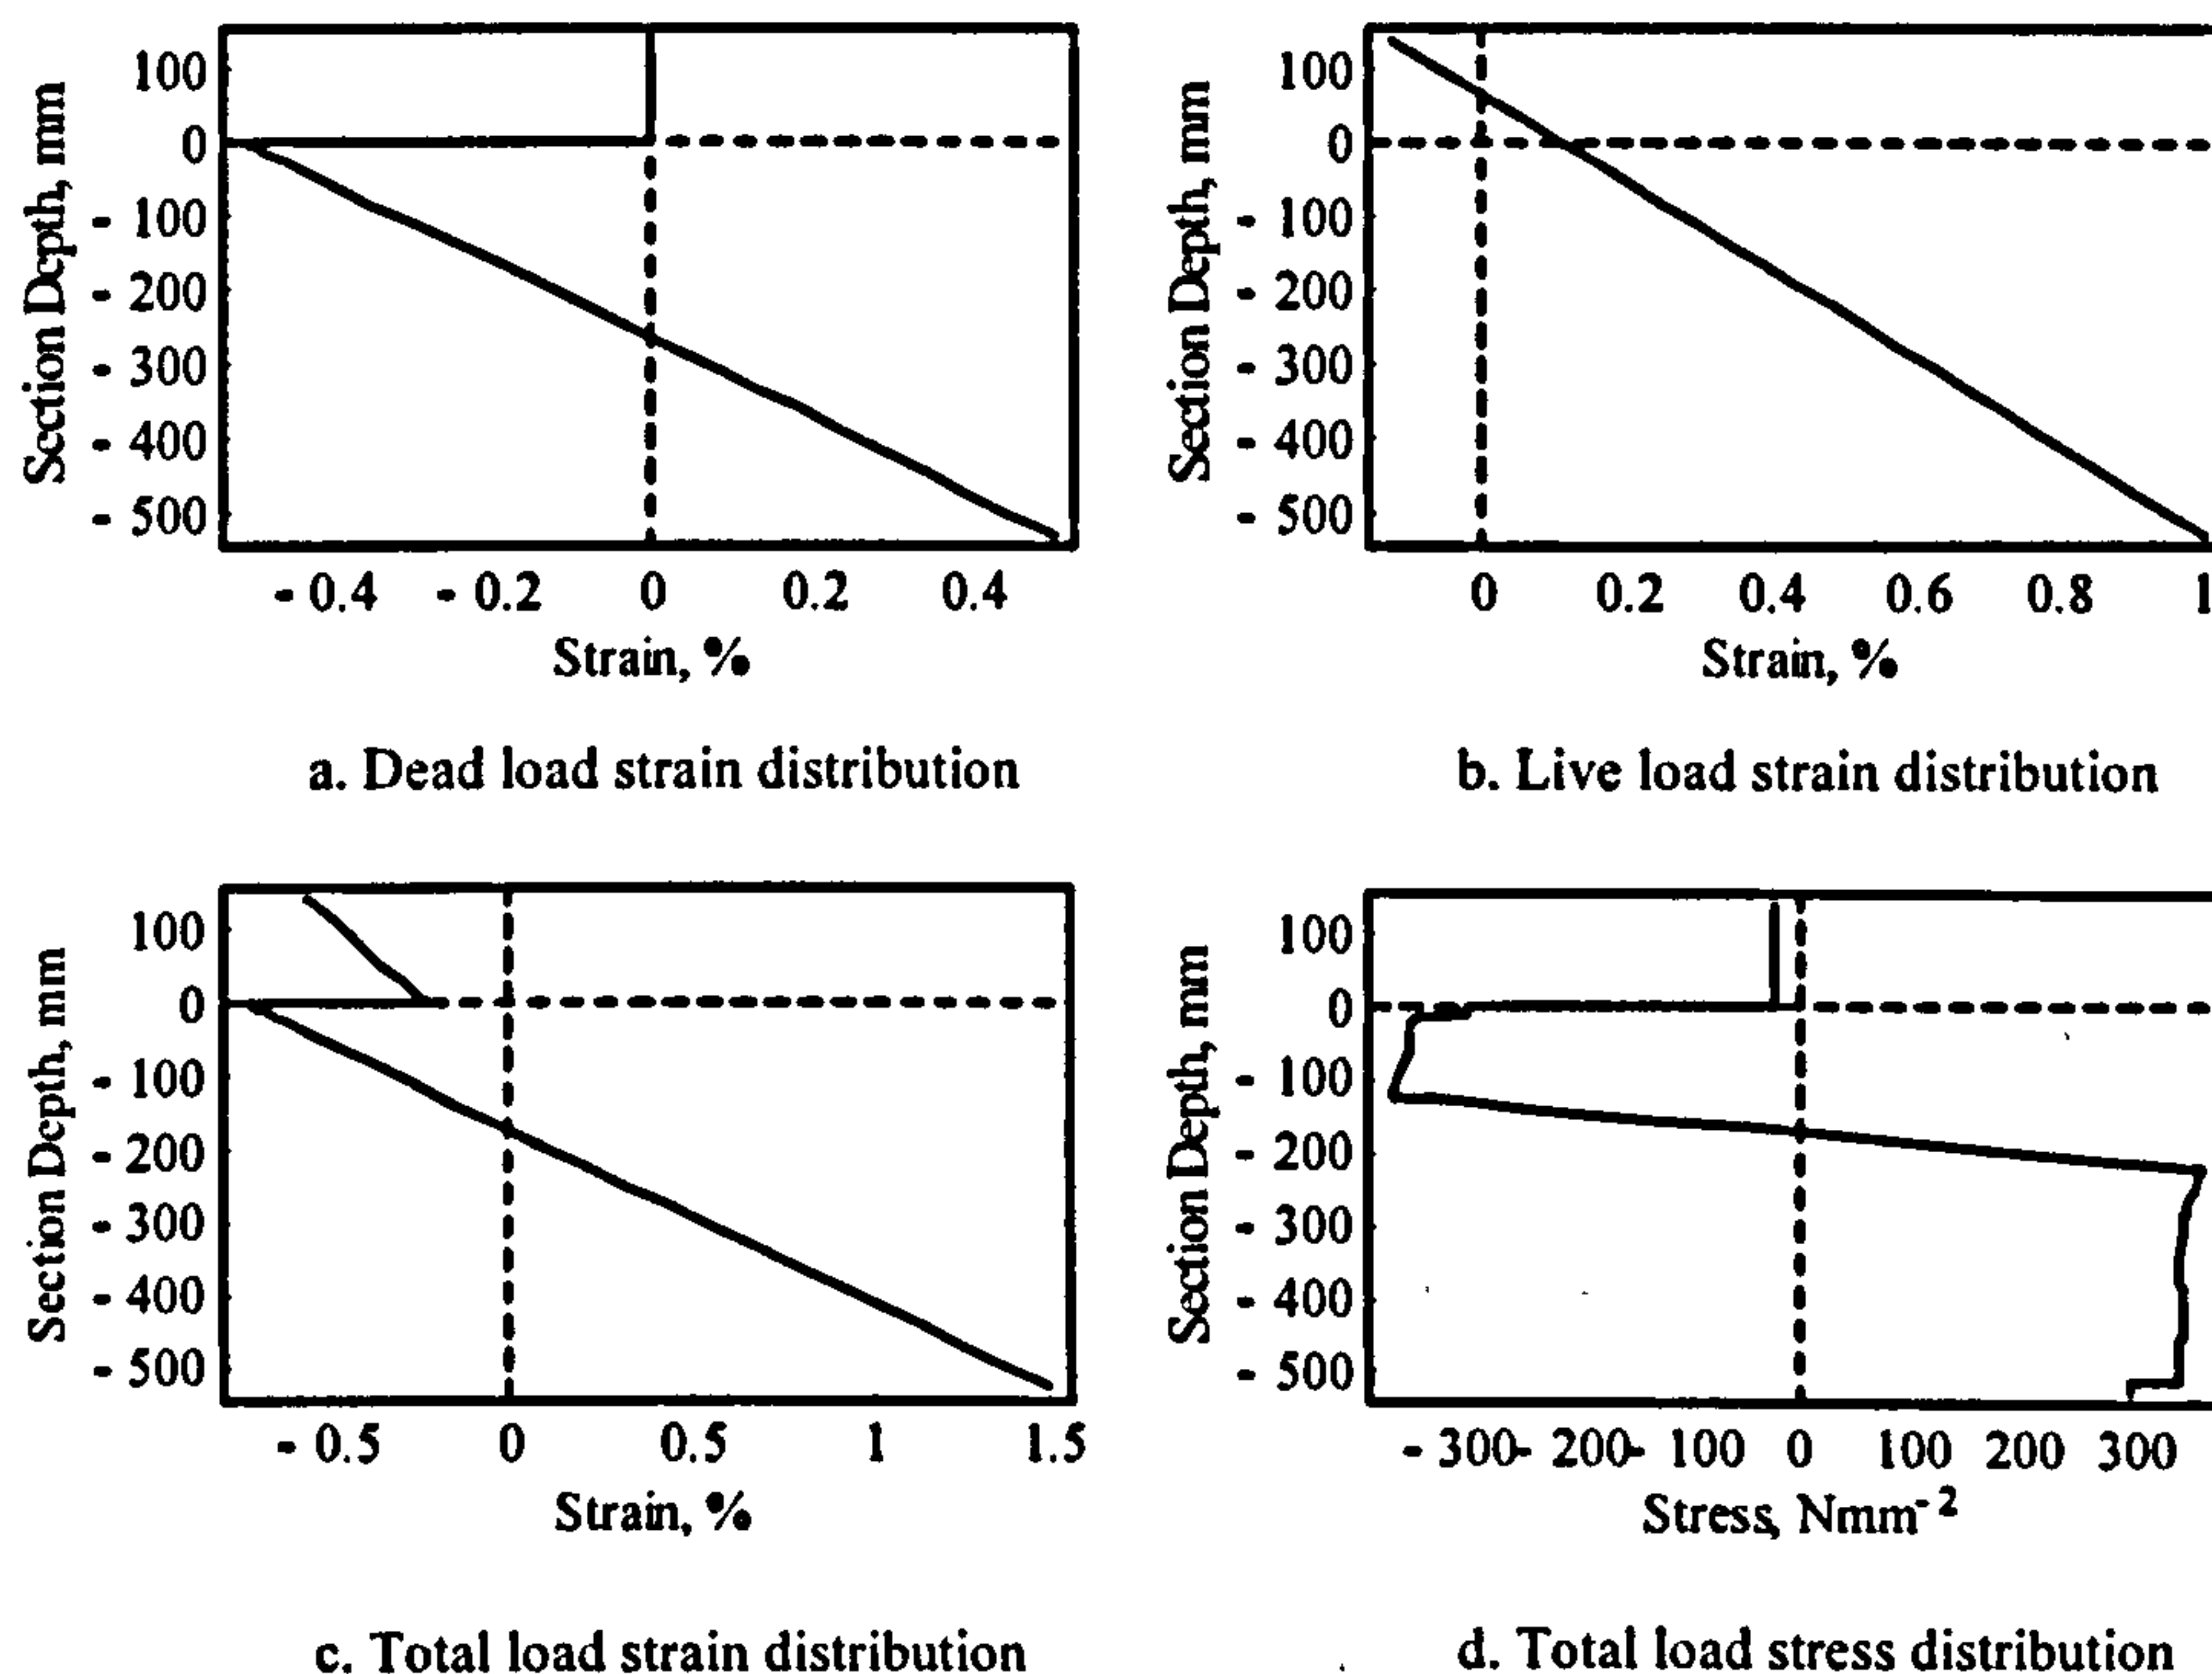 Section Depth, mm
100
0
- 100
- 200
- 300
- 400
- 500
- 0.4 - 0.2 0 0.2 0.4
Strain, %
a. Dead load strain distribution
Section Depth, mm
100
0
- 100
- 200
- 300
- 400
- 500
0 0.2 0.4 0.6 0.8 1
Strain, %
b. Live load strain distribution
Section Depth, mm
100
0
- 100
- 200
- 300
- 400
- 500
- 0.5 0 0.5 1 1.5
Strain, %
c. Total load strain distribution
Section Depth, mm
100
0
- 100
- 200
- 300
- 400
- 500
- 300- 200- 100 0 100 200 300
Stress, Nmm⁻²
d. Total load stress distribution